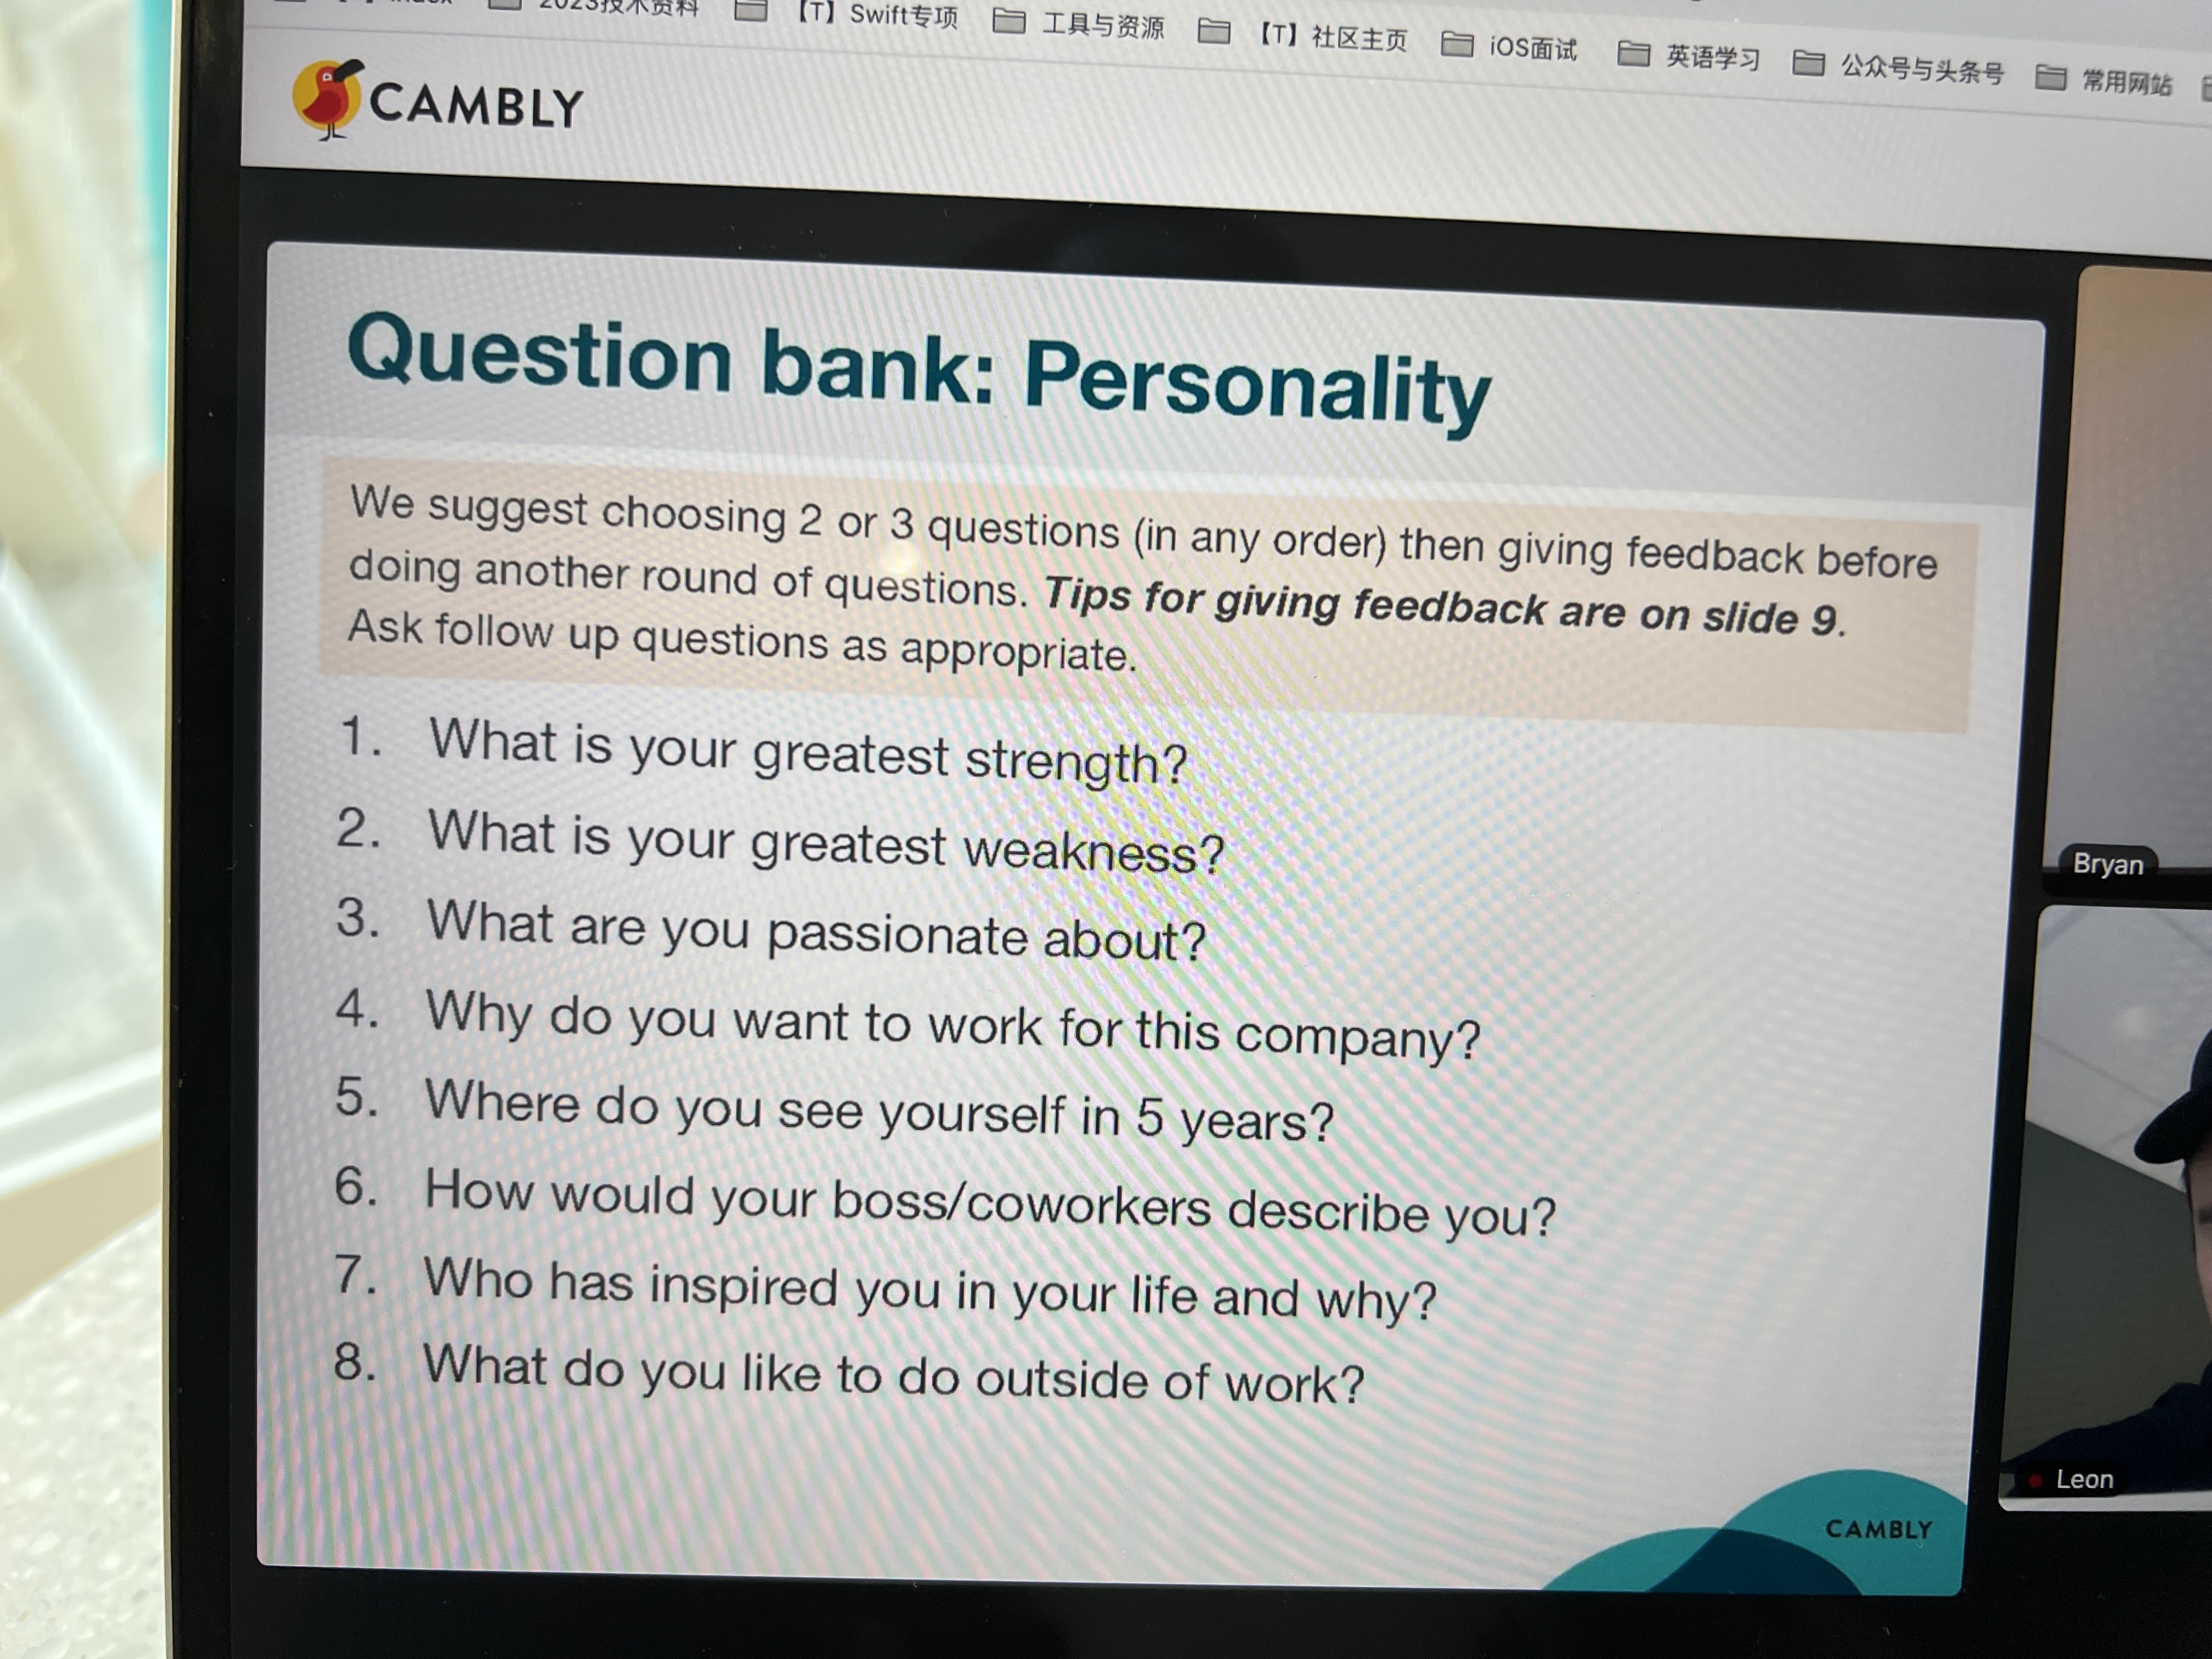 2023技术资料
【T】Swift专项
工具与资源
【T】社区主页
iOS面试
英语学习
公众号与头条号
常用网站
CAMBLY
Question bank: Personality
We suggest choosing 2 or 3 questions (in any order) then giving feedback before
doing another round of questions. Tips for giving feedback are on slide 9.
Ask follow up questions as appropriate.
1. What is your greatest strength?
2. What is your greatest weakness?
3. What are you passionate about?
4. Why do you want to work for this company?
5. Where do you see yourself in 5 years?
6. How would your boss/coworkers describe you?
7. Who has inspired you in your life and why?
8. What do you like to do outside of work?
CAMBLY
Bryan
Leon